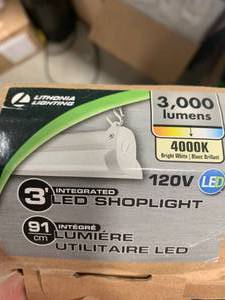 LITHONIA
LIGHTING
3,000
lumens
4000K
Bright White | Blanc Brillant
120V LED
3' INTEGRATED
LED SHOPLIGHT
91 cm INTÉGRÉ
LUMIÈRE
UTILITAIRE LED